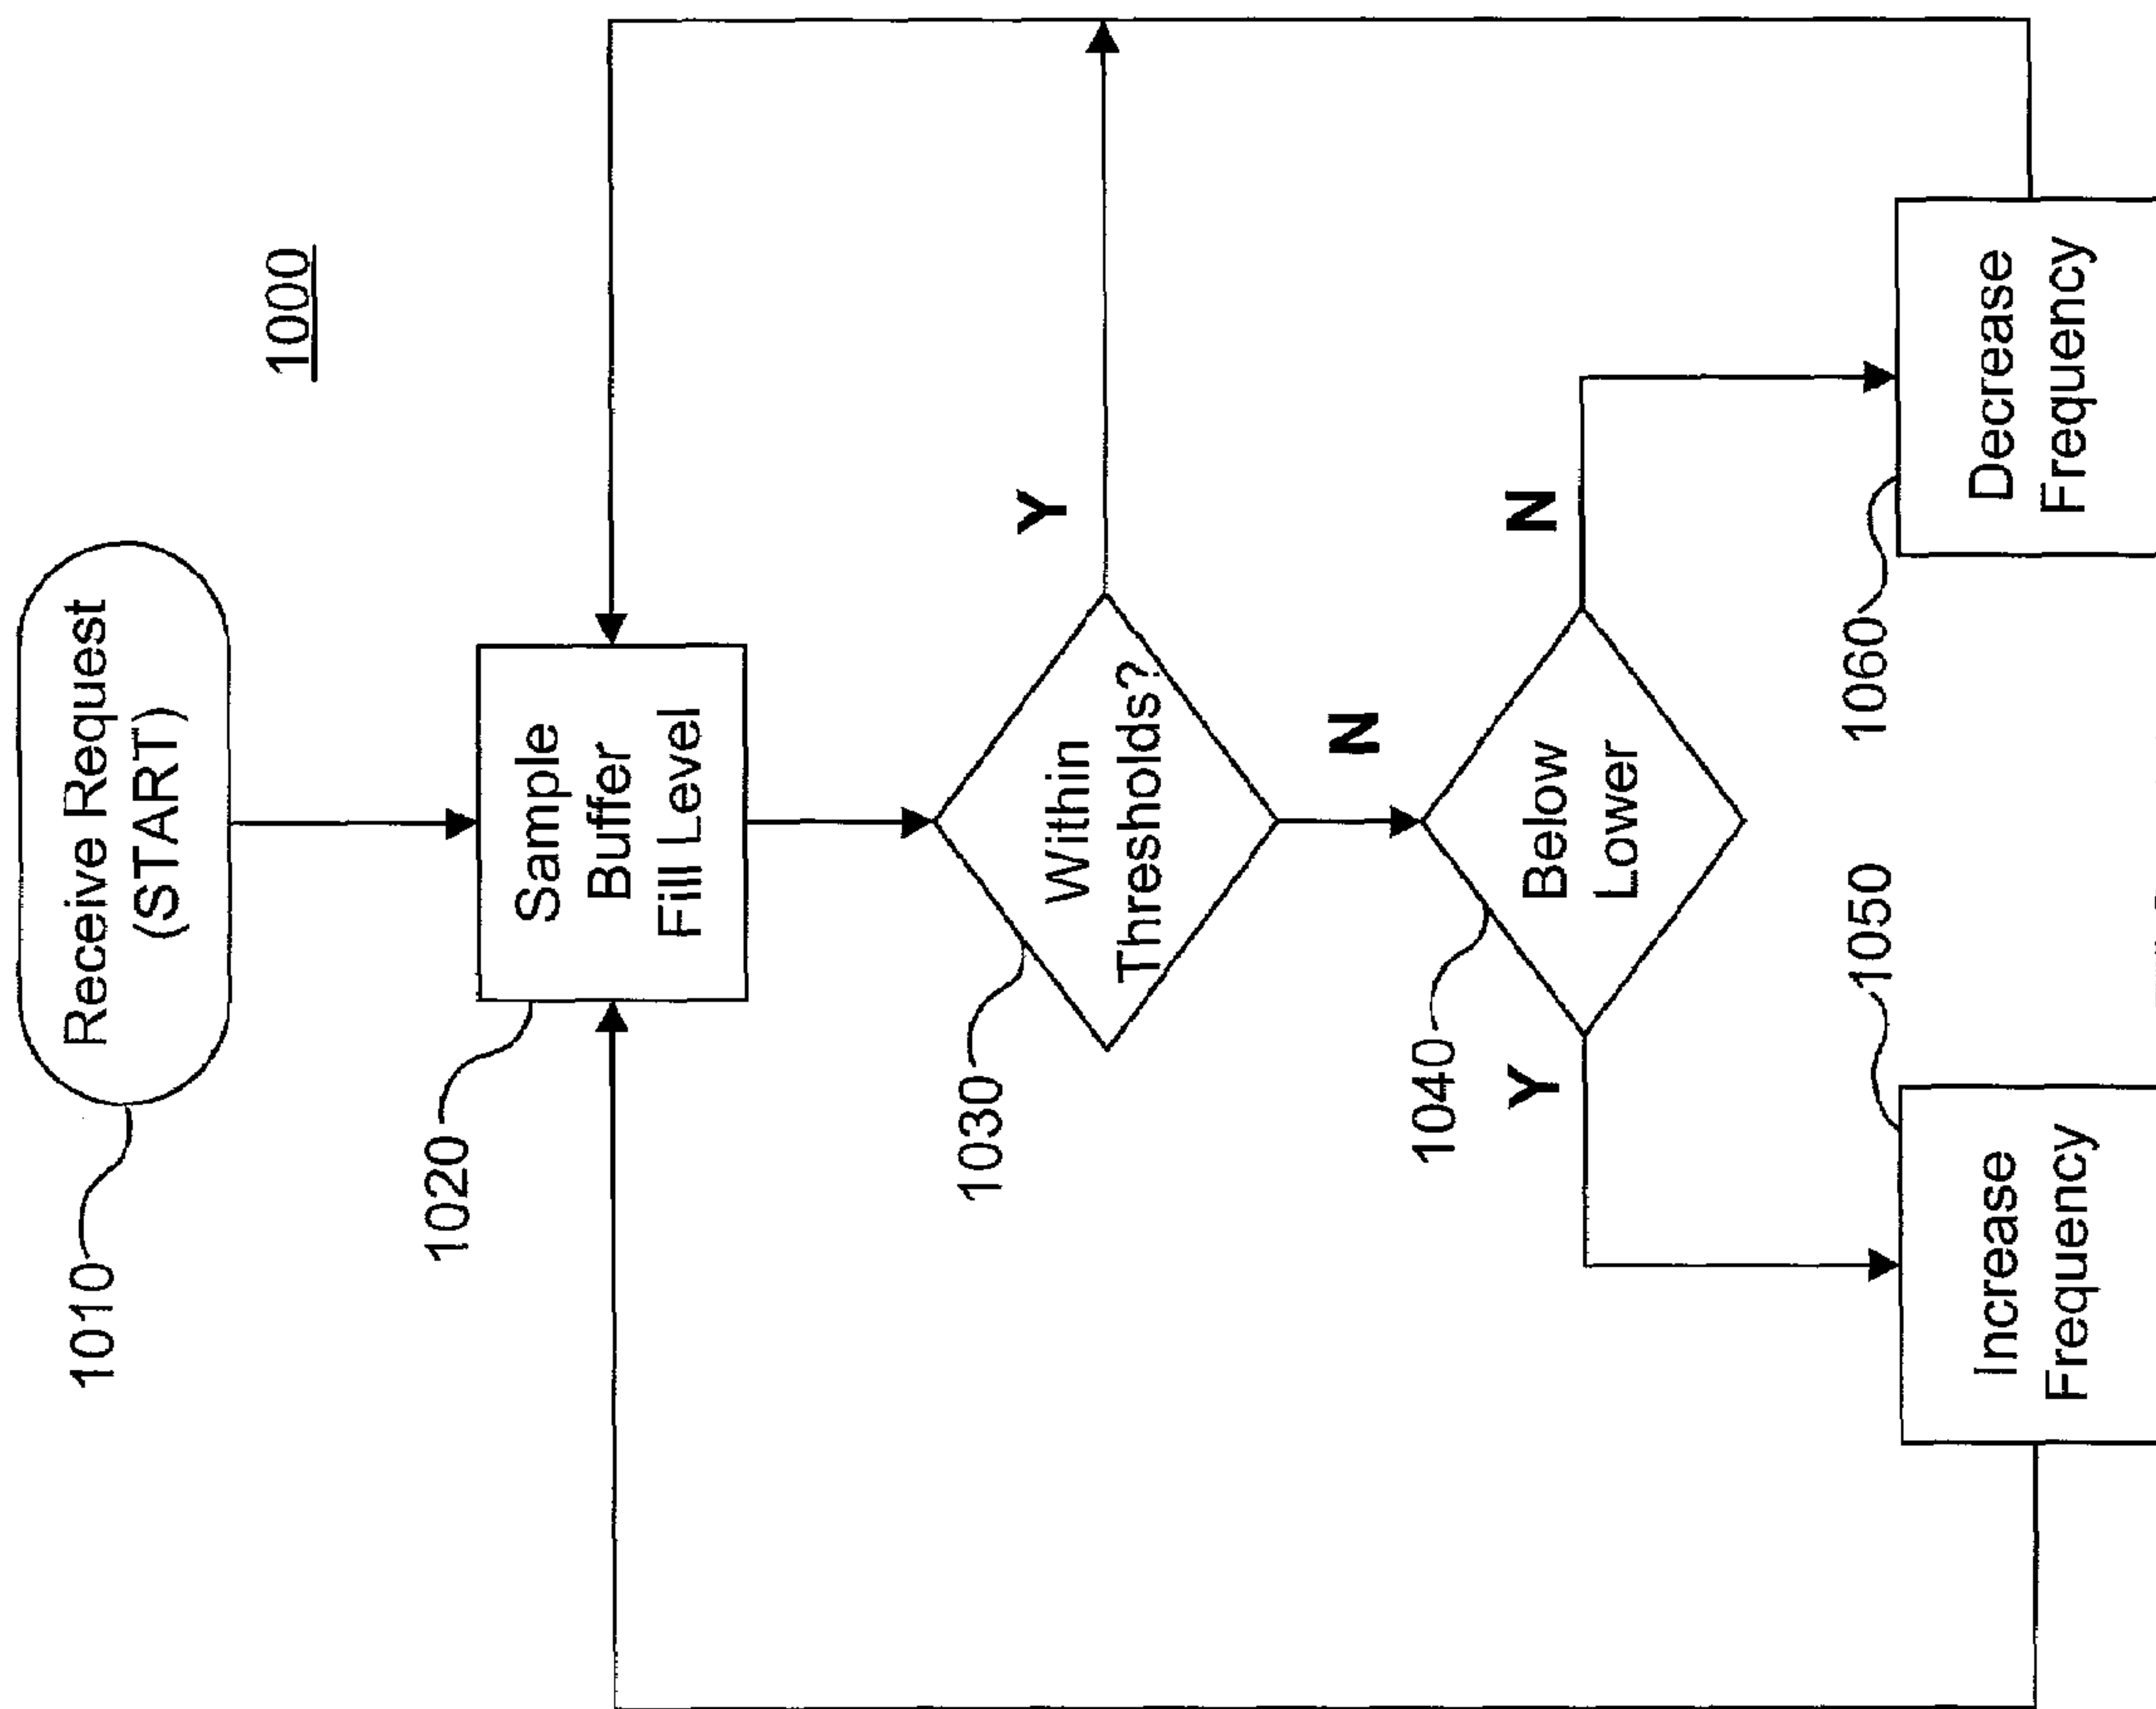 1000
1010
Receive Request
(START)
1020
Sample
Buffer
Fill Level
1030
Within
Thresholds?
Y
N
1040
Below
Lower
Y
N
1050
Increase
Frequency
1060
Decrease
Frequency